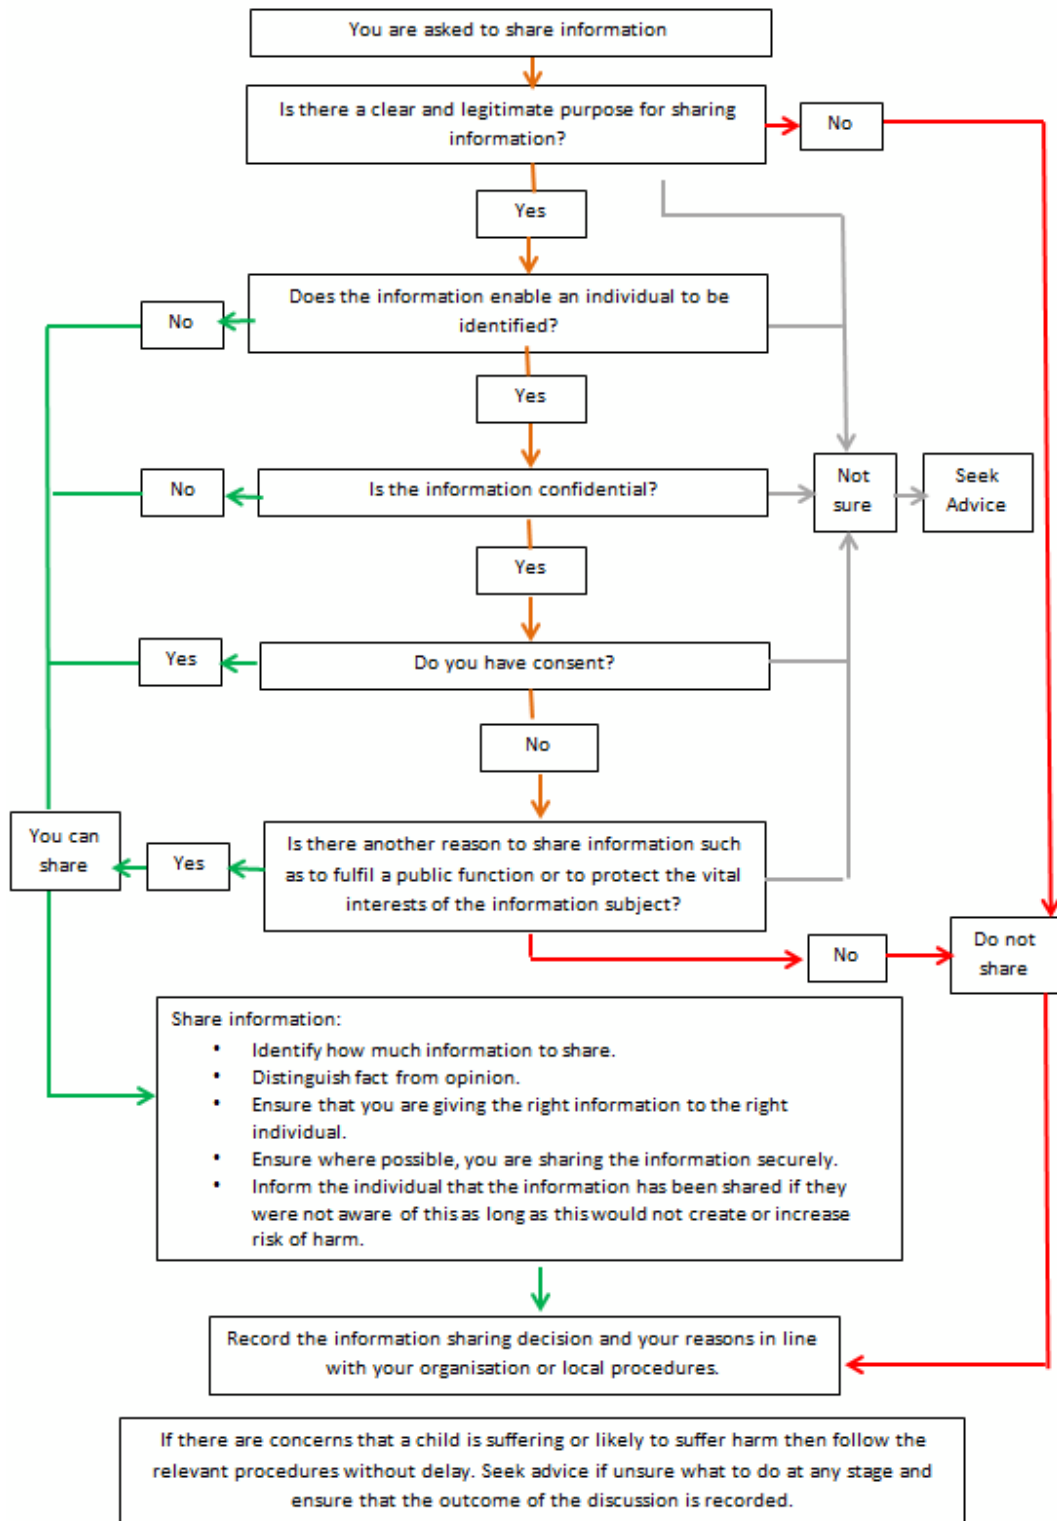 You are asked to share information
Is there a clear and legitimate purpose for sharing
information?
No
Yes
Does the information enable an individual to be
identified?
No
Yes
Is the information confidential?
No
Not
sure
Seek
Advice
Yes
Do you have consent?
Yes
No
Is there another reason to share information such
as to fulfil a public function or to protect the vital
interests of the information subject?
You can
share
Yes
No
Do not
share
Share information:
• Identify how much information to share.
• Distinguish fact from opinion.
• Ensure that you are giving the right information to the right
individual.
• Ensure where possible, you are sharing the information securely.
• Inform the individual that the information has been shared if they
were not aware of this as long as this would not create or increase
risk of harm.
Record the information sharing decision and your reasons in line
with your organisation or local procedures.
If there are concerns that a child is suffering or likely to suffer harm then follow the
relevant procedures without delay. Seek advice if unsure what to do at any stage and
ensure that the outcome of the discussion is recorded.